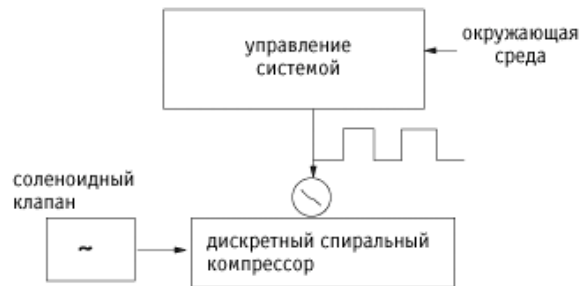 управление
системой
окружающая
среда
соленоидный
клапан
~
дискретный спиральный
компрессор